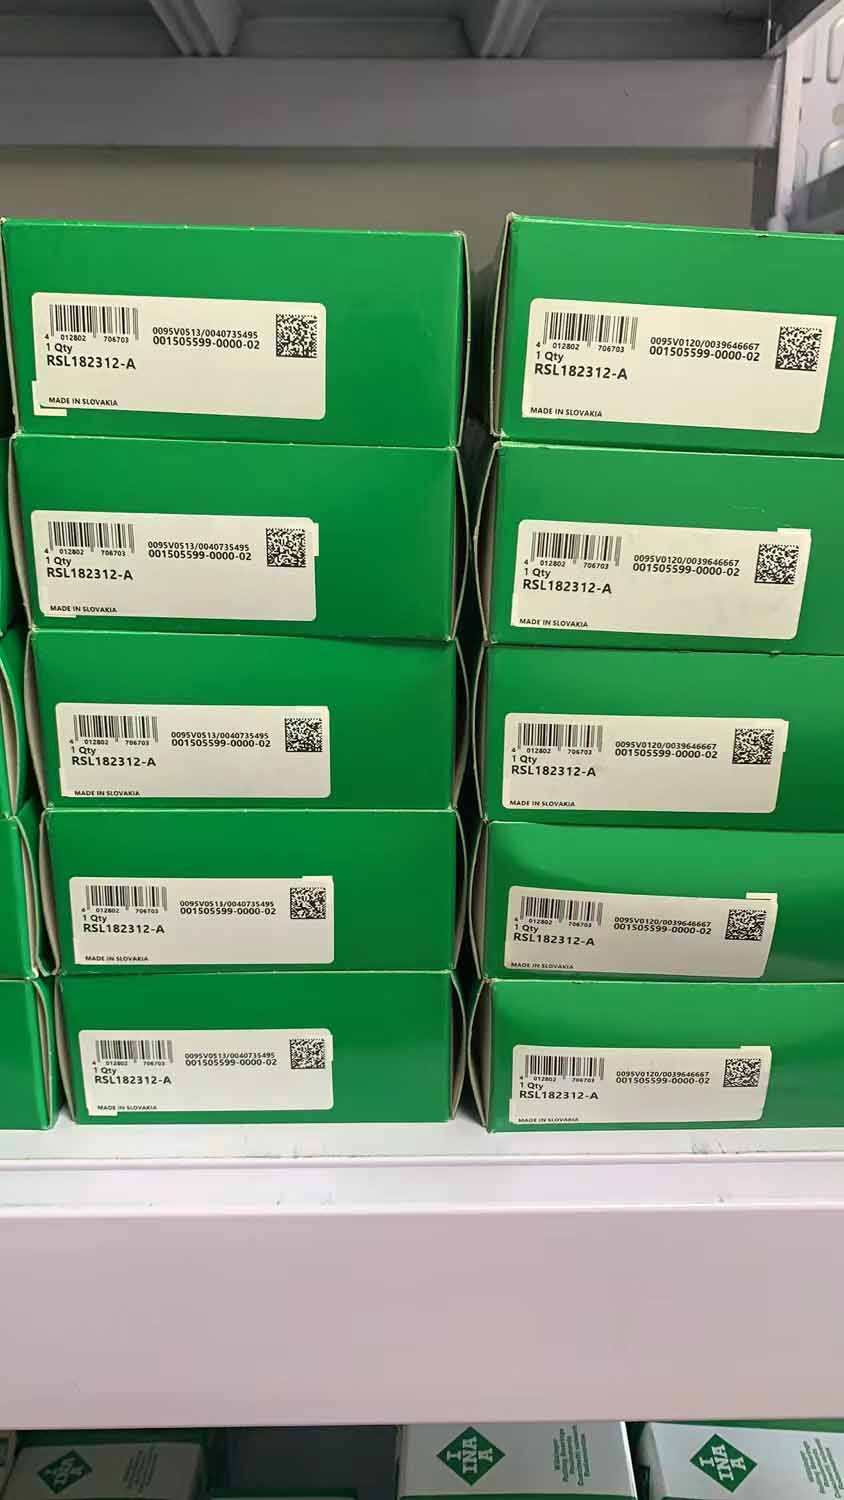 4 012802 706703
0095V0513/0040735495
001505599-0000-02
1 Qty
RSL182312-A
MADE IN SLOVAKIA
4 012802 706703
0095V0120/0039646667
001505599-0000-02
1 Qty
RSL182312-A
MADE IN SLOVAKIA
4 012802 706703
0095V0513/0040735495
001505599-0000-02
1 Qty
RSL182312-A
MADE IN SLOVAKIA
4 012802 706703
0095V0120/0039646667
001505599-0000-02
1 Qty
RSL182312-A
MADE IN SLOVAKIA
4 012802 706703
0095V0513/0040735495
001505599-0000-02
1 Qty
RSL182312-A
MADE IN SLOVAKIA
4 012802 706703
0095V0120/0039646667
001505599-0000-02
1 Qty
RSL182312-A
MADE IN SLOVAKIA
4 012802 706703
0095V0513/0040735495
001505599-0000-02
1 Qty
RSL182312-A
MADE IN SLOVAKIA
4 012802 706703
0095V0120/0039646667
001505599-0000-02
1 Qty
RSL182312-A
MADE IN SLOVAKIA
4 012802 706703
0095V0513/0040735495
001505599-0000-02
1 Qty
RSL182312-A
MADE IN SLOVAKIA
4 012802 706703
0095V0120/0039646667
001505599-0000-02
1 Qty
RSL182312-A
MADE IN SLOVAKIA
INA
INA
Wälzlager
Rolling Bearings
Roulements
INA